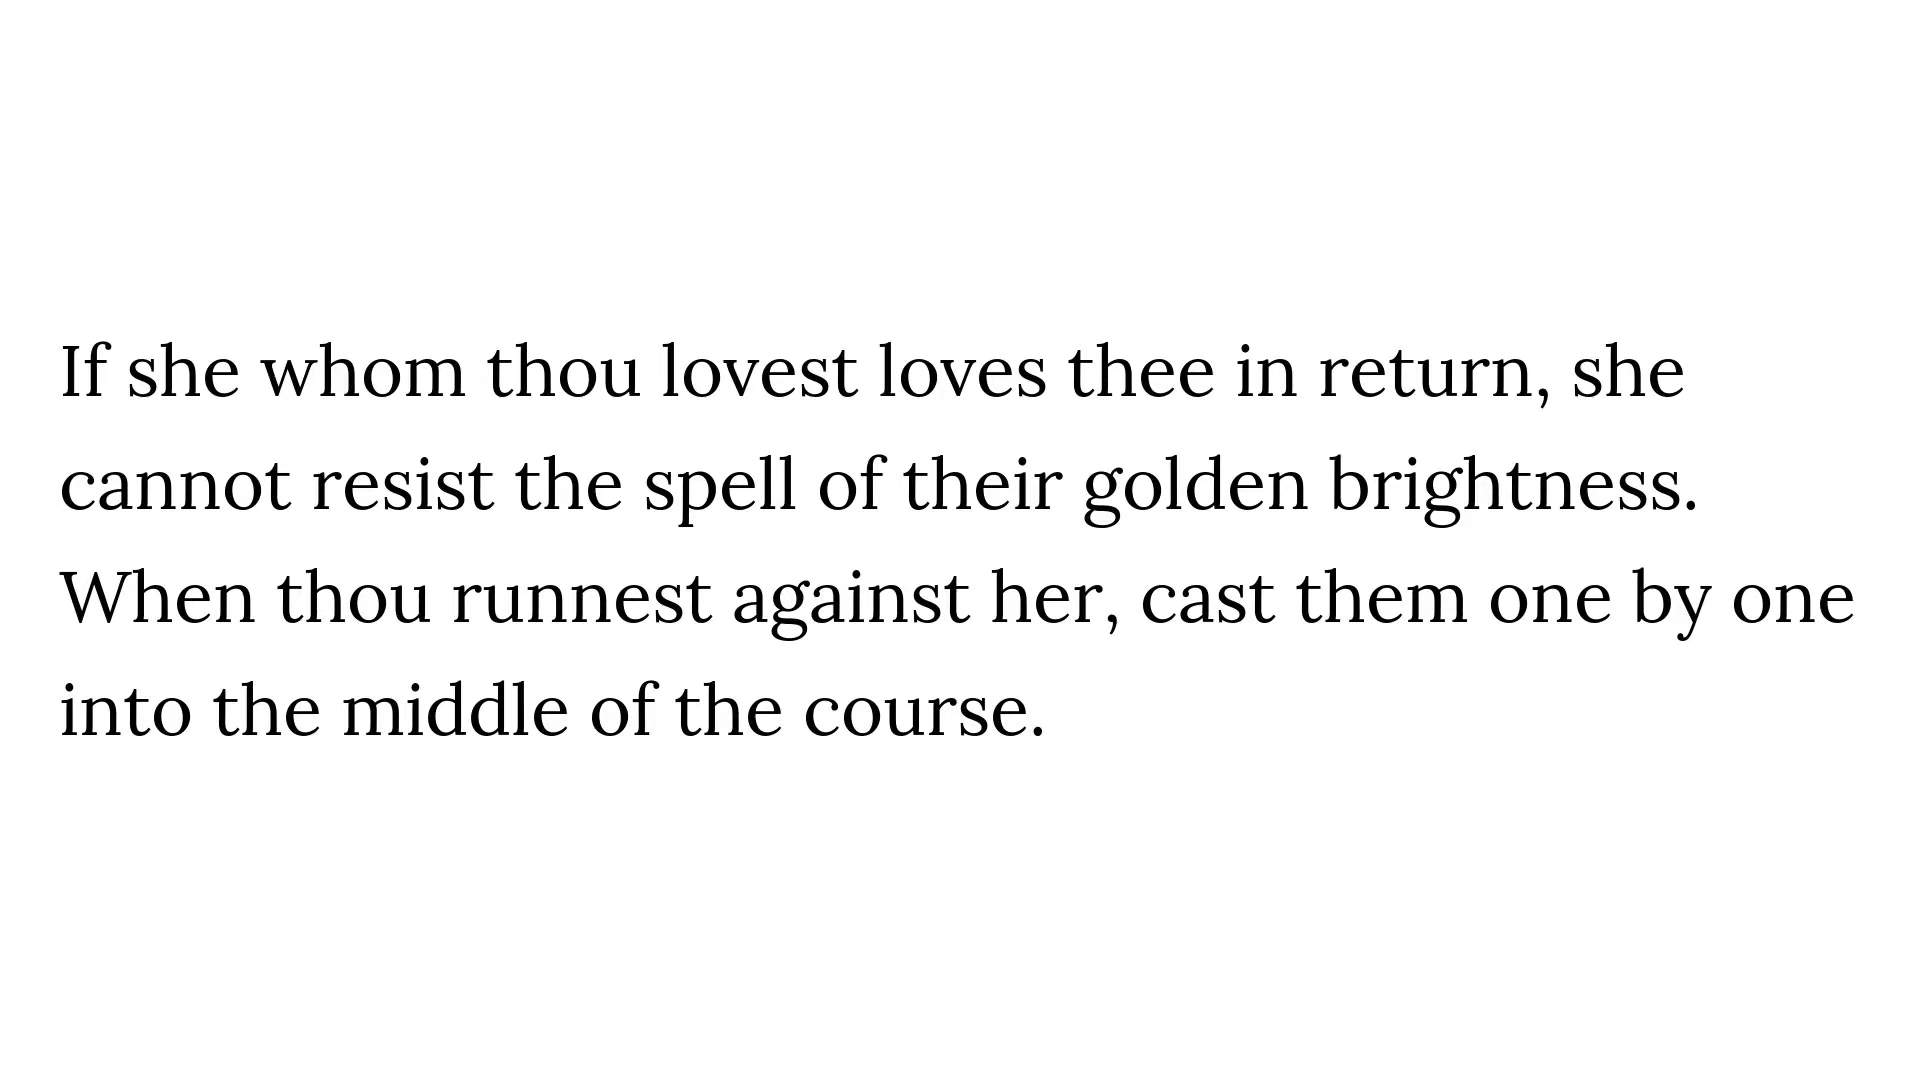 If she whom thou lovest loves thee in return, she
cannot resist the spell of their golden brightness.
When thou runnest against her, cast them one by one
into the middle of the course.